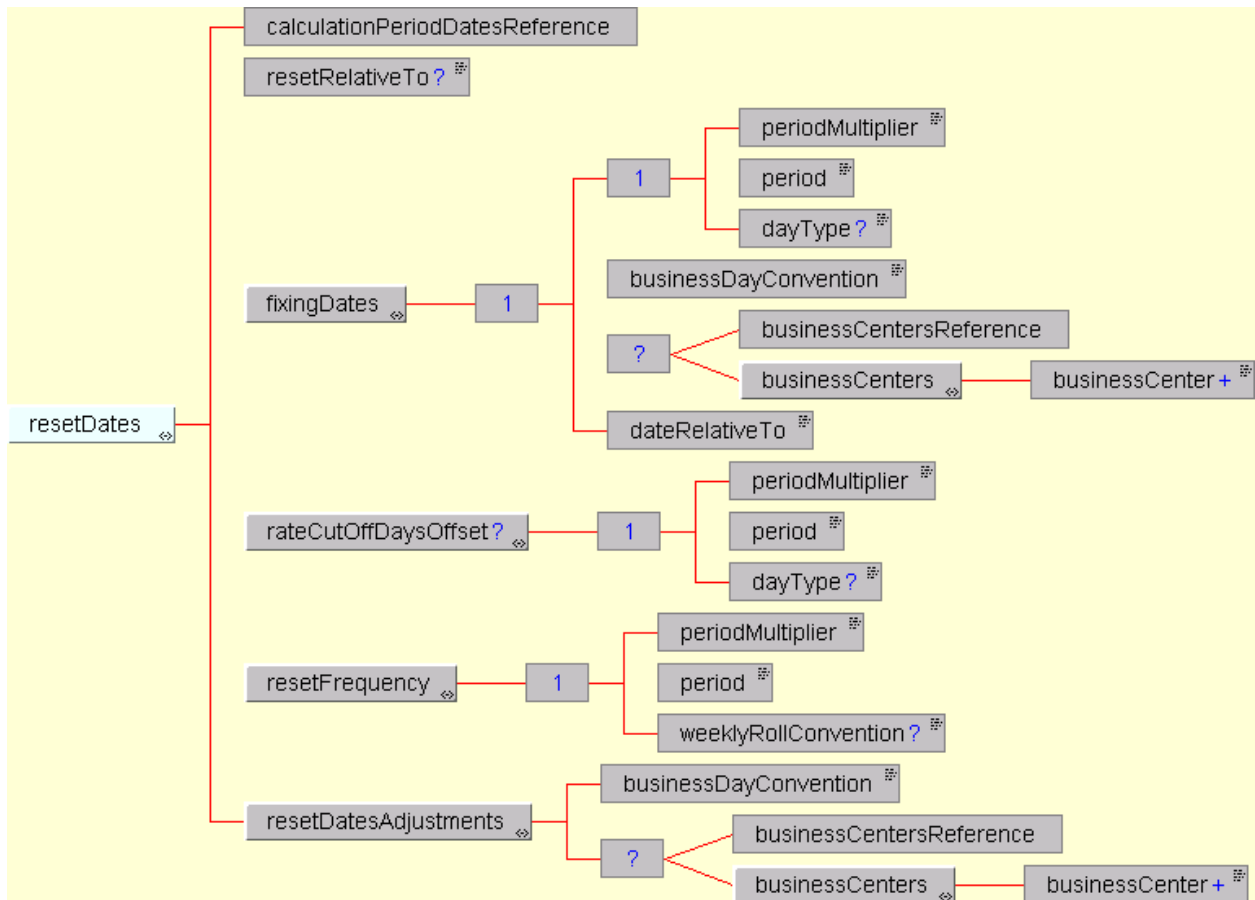 calculationPeriodDatesReference
resetRelativeTo?
periodMultiplier
1
period
dayType?
businessDayConvention
fixingDates
1
businessCentersReference
?
businessCenters
businessCenter+
resetDates
dateRelativeTo
periodMultiplier
rateCutOffDaysOffset?
1
period
dayType?
periodMultiplier
resetFrequency
1
period
weeklyRollConvention?
businessDayConvention
resetDatesAdjustments
businessCentersReference
?
businessCenters
businessCenter+